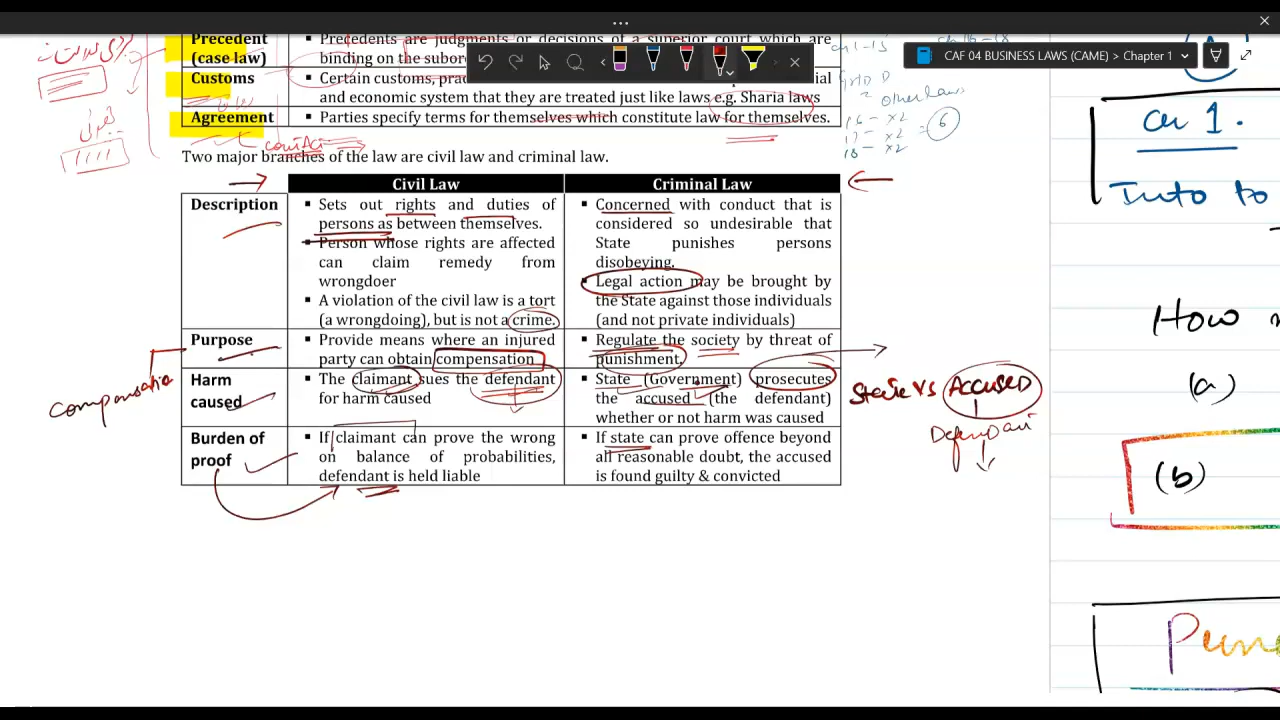 CAF 04 BUSINESS LAWS (CAME) > Chapter 1
Precedent
(case law)
▪ Precedents are judgments or decisions of a superior court which are
binding on the
Customs
▪ Certain customs,
and economic system that they are treated just like laws e.g. Sharia laws
Agreement
▪ Parties specify terms for themselves which constitute law for themselves.
other laws
16 – x2
17 – x2
18 – x2
= 6
Two major branches of the law are civil law and criminal law.
Civil Law
Criminal Law
Description
▪ Sets out rights and duties of
persons as between themselves.
▪ Person whose rights are affected
can claim remedy from
wrongdoer
▪ A violation of the civil law is a tort
(a wrongdoing), but is not a crime.
▪ Concerned with conduct that is
considered so undesirable that
State punishes persons
disobeying.
▪ Legal action may be brought by
the State against those individuals
(and not private individuals)
Purpose
▪ Provide means where an injured
party can obtain compensation
▪ Regulate the society by threat of
punishment.
Harm
caused
▪ The claimant sues the defendant
for harm caused
▪ State (Government) prosecutes
the accused (the defendant)
whether or not harm was caused
Burden of
proof
▪ If claimant can prove the wrong
on balance of probabilities,
defendant is held liable
▪ If state can prove offence beyond
all reasonable doubt, the accused
is found guilty & convicted
State vs ACCUSED
CH 1.
Into to
How
(a)
(b)